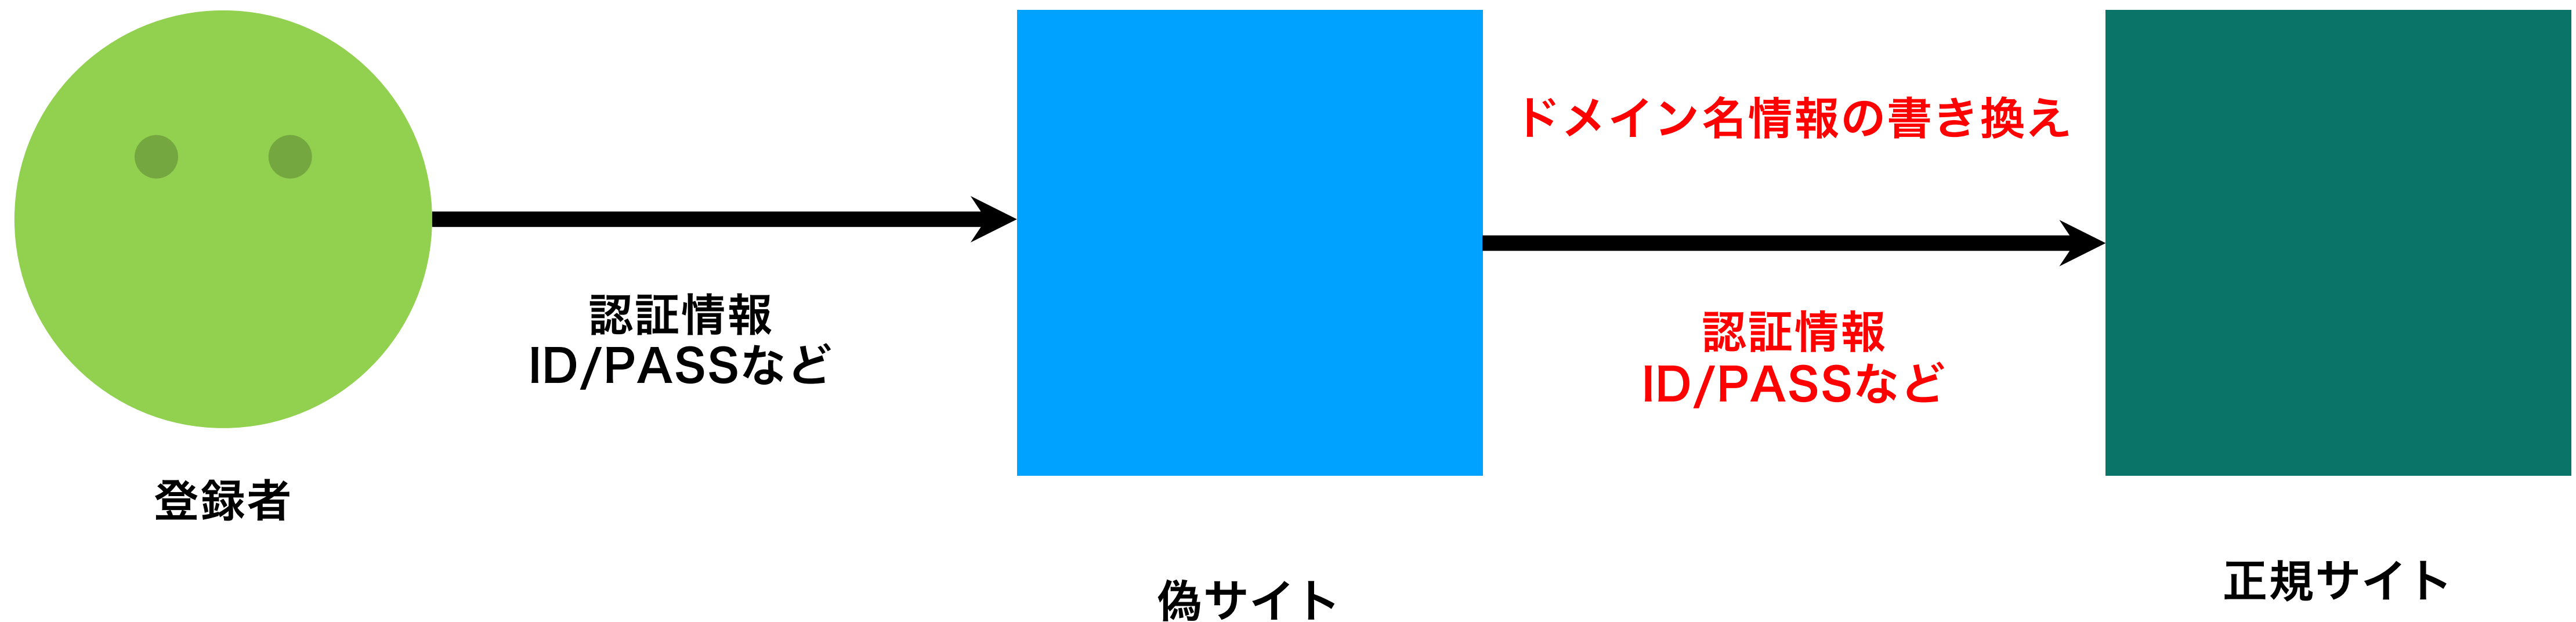 ドメイン名情報の書き換え
認証情報
ID/PASSなど
認証情報
ID/PASSなど
登録者
偽サイト
正規サイト